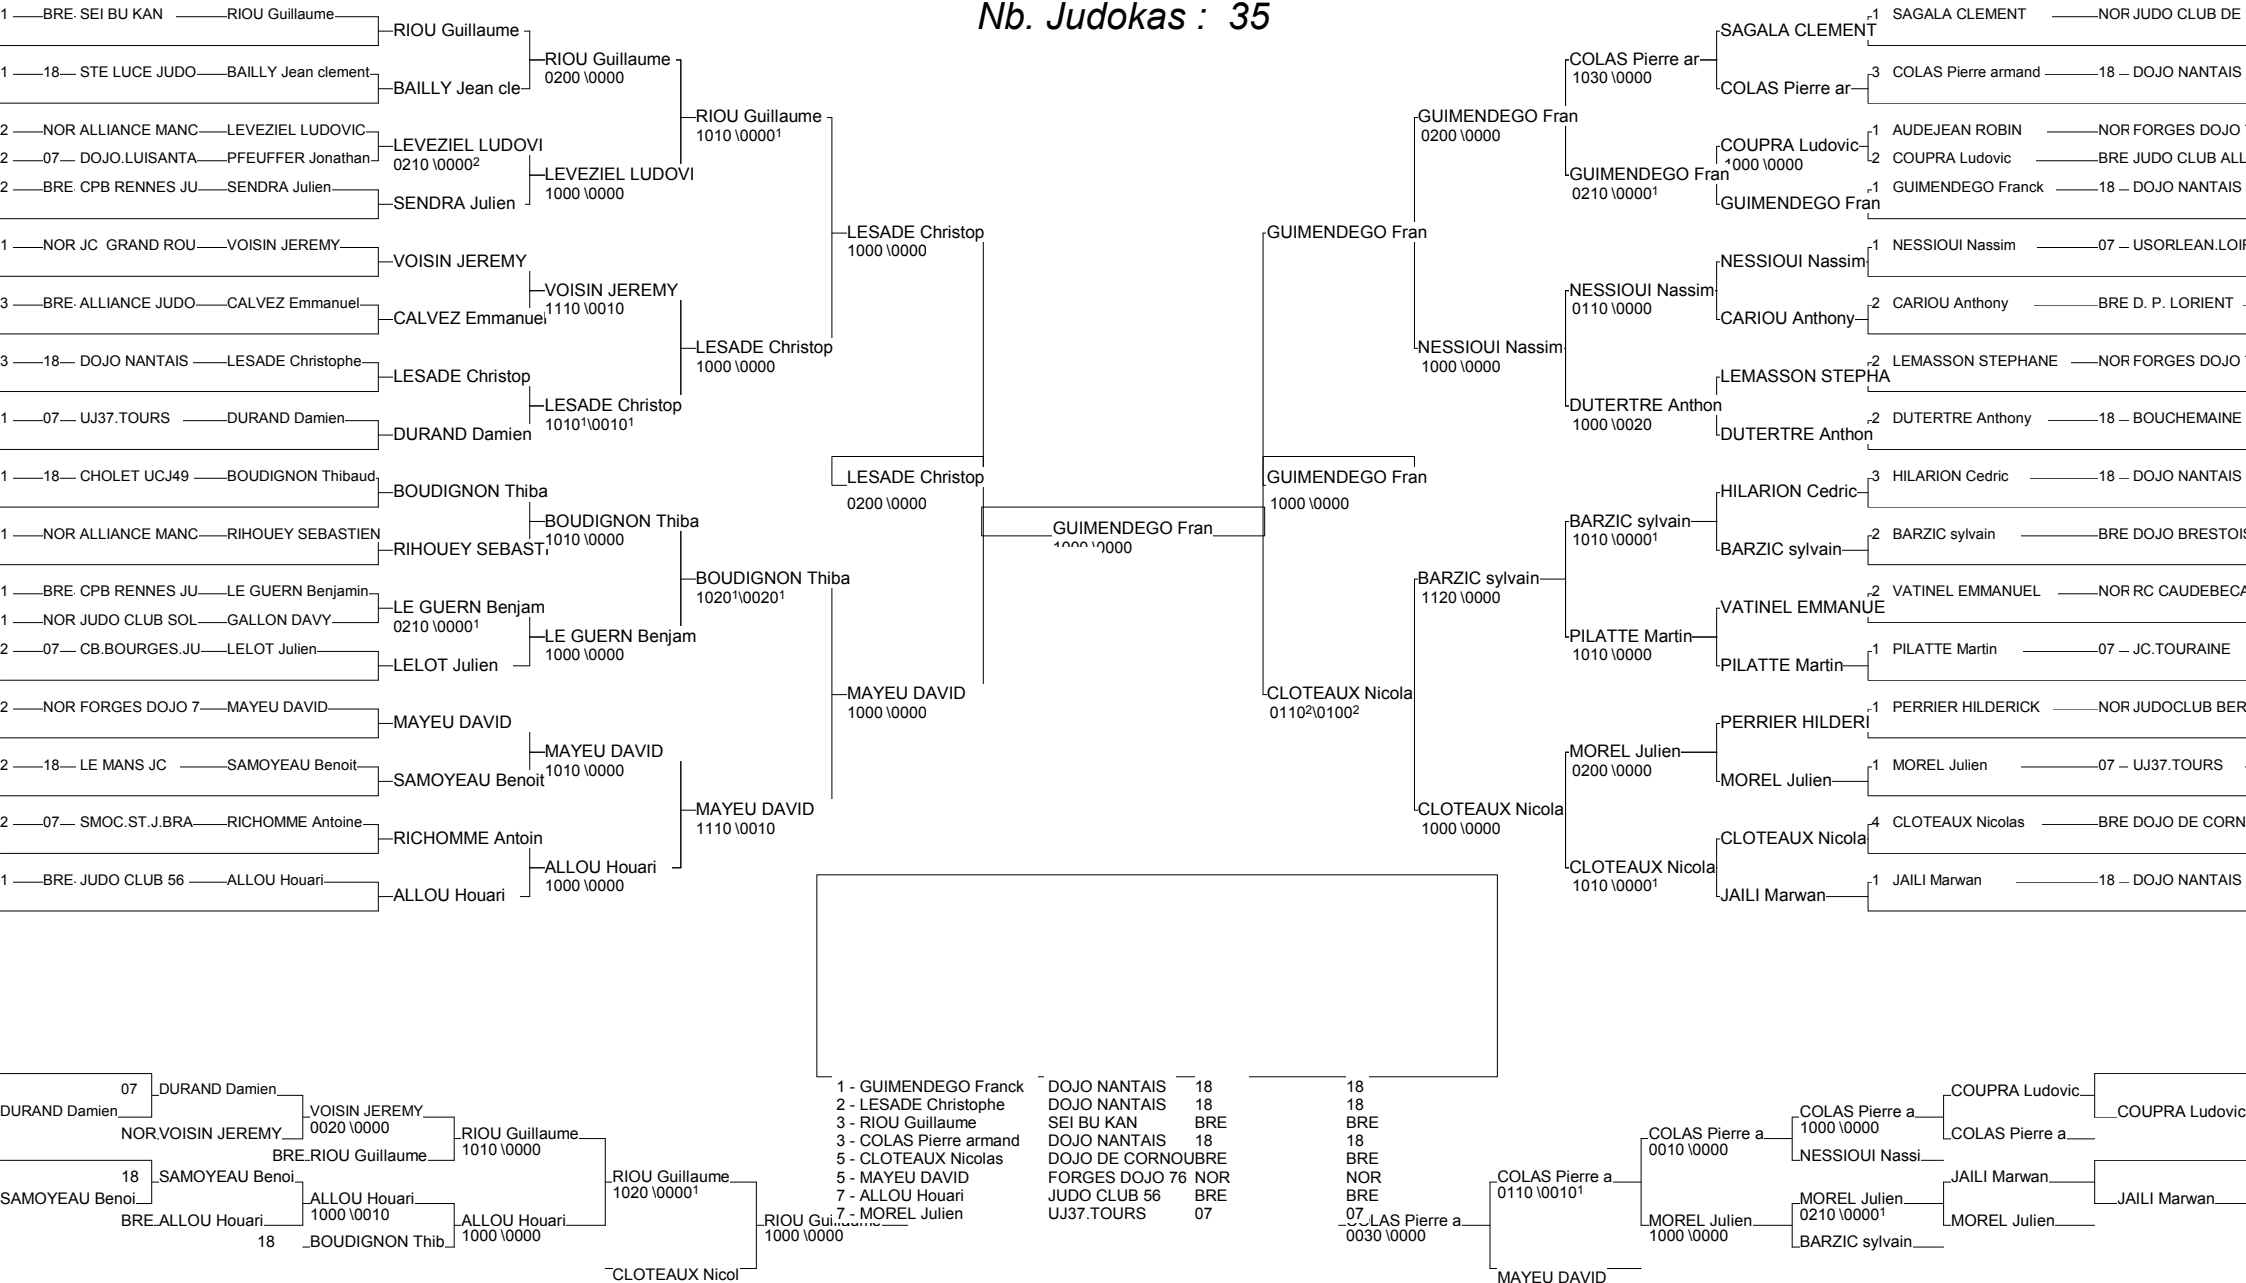 Nb. Judokas : 35
1 BRE SEI BU KAN RIOU Guillaume
1 18 STE LUCE JUDO BAILLY Jean clement
2 NOR ALLIANCE MANC LEVEZIEL LUDOVIC
2 07 DOJO.LUISANTA PFEUFFER Jonathan
2 BRE CPB RENNES JU SENDRA Julien
1 NOR JC GRAND ROU VOISIN JEREMY
3 BRE ALLIANCE JUDO CALVEZ Emmanuel
3 18 DOJO NANTAIS LESADE Christophe
1 07 UJ37.TOURS DURAND Damien
1 18 CHOLET UCJ49 BOUDIGNON Thibaud
1 NOR ALLIANCE MANC RIHOUEY SEBASTIEN
1 BRE CPB RENNES JU LE GUERN Benjamin
1 NOR JUDO CLUB SOL GALLON DAVY
2 07 CB.BOURGES.JU LELOT Julien
2 NOR FORGES DOJO 7 MAYEU DAVID
2 18 LE MANS JC SAMOYEAU Benoit
2 07 SMOC.ST.J.BRA RICHOMME Antoine
1 BRE JUDO CLUB 56 ALLOU Houari
RIOU Guillaume
BAILLY Jean cle
LEVEZIEL LUDOVI
0210 \0000²
SENDRA Julien
VOISIN JEREMY
CALVEZ Emmanuel
LESADE Christop
DURAND Damien
BOUDIGNON Thiba
RIHOUEY SEBASTI
LE GUERN Benjam
0210 \0000¹
LELOT Julien
MAYEU DAVID
SAMOYEAU Benoit
RICHOMME Antoin
ALLOU Houari
RIOU Guillaume
0200 \0000
LEVEZIEL LUDOVI
1000 \0000
VOISIN JEREMY
1110 \0010
LESADE Christop
1010¹\0010¹
BOUDIGNON Thiba
1010 \0000
LE GUERN Benjam
1000 \0000
MAYEU DAVID
1010 \0000
ALLOU Houari
1000 \0000
RIOU Guillaume
1010 \0000¹
LESADE Christop
1000 \0000
BOUDIGNON Thiba
1020¹\0020¹
MAYEU DAVID
1110 \0010
LESADE Christop
1000 \0000
MAYEU DAVID
1000 \0000
LESADE Christop
0200 \0000
GUIMENDEGO Fran
1000 \0000
GUIMENDEGO Fran
1000 \0000
GUIMENDEGO Fran
CLOTEAUX Nicola
0110²\0100²
GUIMENDEGO Fran
0200 \0000
NESSIOUI Nassim
1000 \0000
BARZIC sylvain
1120 \0000
CLOTEAUX Nicola
1000 \0000
COLAS Pierre ar
1030 \0000
GUIMENDEGO Fran
0210 \0000¹
NESSIOUI Nassim
0110 \0000
DUTERTRE Anthon
1000 \0020
BARZIC sylvain
1010 \0000¹
PILATTE Martin
1010 \0000
MOREL Julien
0200 \0000
CLOTEAUX Nicola
1010 \0000¹
SAGALA CLEMENT
COLAS Pierre ar
COUPRA Ludovic
1000 \0000
GUIMENDEGO Fran
NESSIOUI Nassim
CARIOU Anthony
LEMASSON STEPHA
DUTERTRE Anthon
HILARION Cedric
BARZIC sylvain
VATINEL EMMANUE
PILATTE Martin
PERRIER HILDERI
MOREL Julien
CLOTEAUX Nicola
JAILI Marwan
1 SAGALA CLEMENT NOR JUDO CLUB DE
3 COLAS Pierre armand 18 DOJO NANTAIS
1 AUDEJEAN ROBIN NOR FORGES DOJO
2 COUPRA Ludovic BRE JUDO CLUB ALL
1 GUIMENDEGO Franck 18 DOJO NANTAIS
1 NESSIOUI Nassim 07 USORLEAN.LOI
2 CARIOU Anthony BRE D. P. LORIENT
2 LEMASSON STEPHANE NOR FORGES DOJO
2 DUTERTRE Anthony 18 BOUCHEMAINE
3 HILARION Cedric 18 DOJO NANTAIS
2 BARZIC sylvain BRE DOJO BRESTOIS
2 VATINEL EMMANUEL NOR RC CAUDEBECA
1 PILATTE Martin 07 JC.TOURAINE
1 PERRIER HILDERICK NOR JUDOCLUB BER
1 MOREL Julien 07 UJ37.TOURS
4 CLOTEAUX Nicolas BRE DOJO DE CORN
1 JAILI Marwan 18 DOJO NANTAIS
DURAND Damien
SAMOYEAU Benoi
07 DURAND Damien
NOR VOISIN JEREMY
18 SAMOYEAU Benoi
BRE ALLOU Houari
VOISIN JEREMY
0020 \0000
BRE RIOU Guillaume
ALLOU Houari
1000 \0010
18 BOUDIGNON Thib
RIOU Guillaume
1010 \0000
ALLOU Houari
1000 \0000
RIOU Guillaume
1020 \0000¹
CLOTEAUX Nicol
RIOU Guillaume
1000 \0000
1 - GUIMENDEGO Franck DOJO NANTAIS 18 18
2 - LESADE Christophe DOJO NANTAIS 18 18
3 - RIOU Guillaume SEI BU KAN BRE BRE
3 - COLAS Pierre armand DOJO NANTAIS 18 18
5 - CLOTEAUX Nicolas DOJO DE CORNOU BRE BRE
5 - MAYEU DAVID FORGES DOJO 76 NOR NOR
7 - ALLOU Houari JUDO CLUB 56 BRE BRE
7 - MOREL Julien UJ37.TOURS 07 07
COLAS Pierre a
0030 \0000
COLAS Pierre a
0110 \0010¹
MAYEU DAVID
COLAS Pierre a
0010 \0000
MOREL Julien
1000 \0000
COLAS Pierre a
1000 \0000
NESSIOUI Nassi
MOREL Julien
0210 \0000¹
BARZIC sylvain
COUPRA Ludovic
COLAS Pierre a
JAILI Marwan
MOREL Julien
COUPRA Ludovic
JAILI Marwan